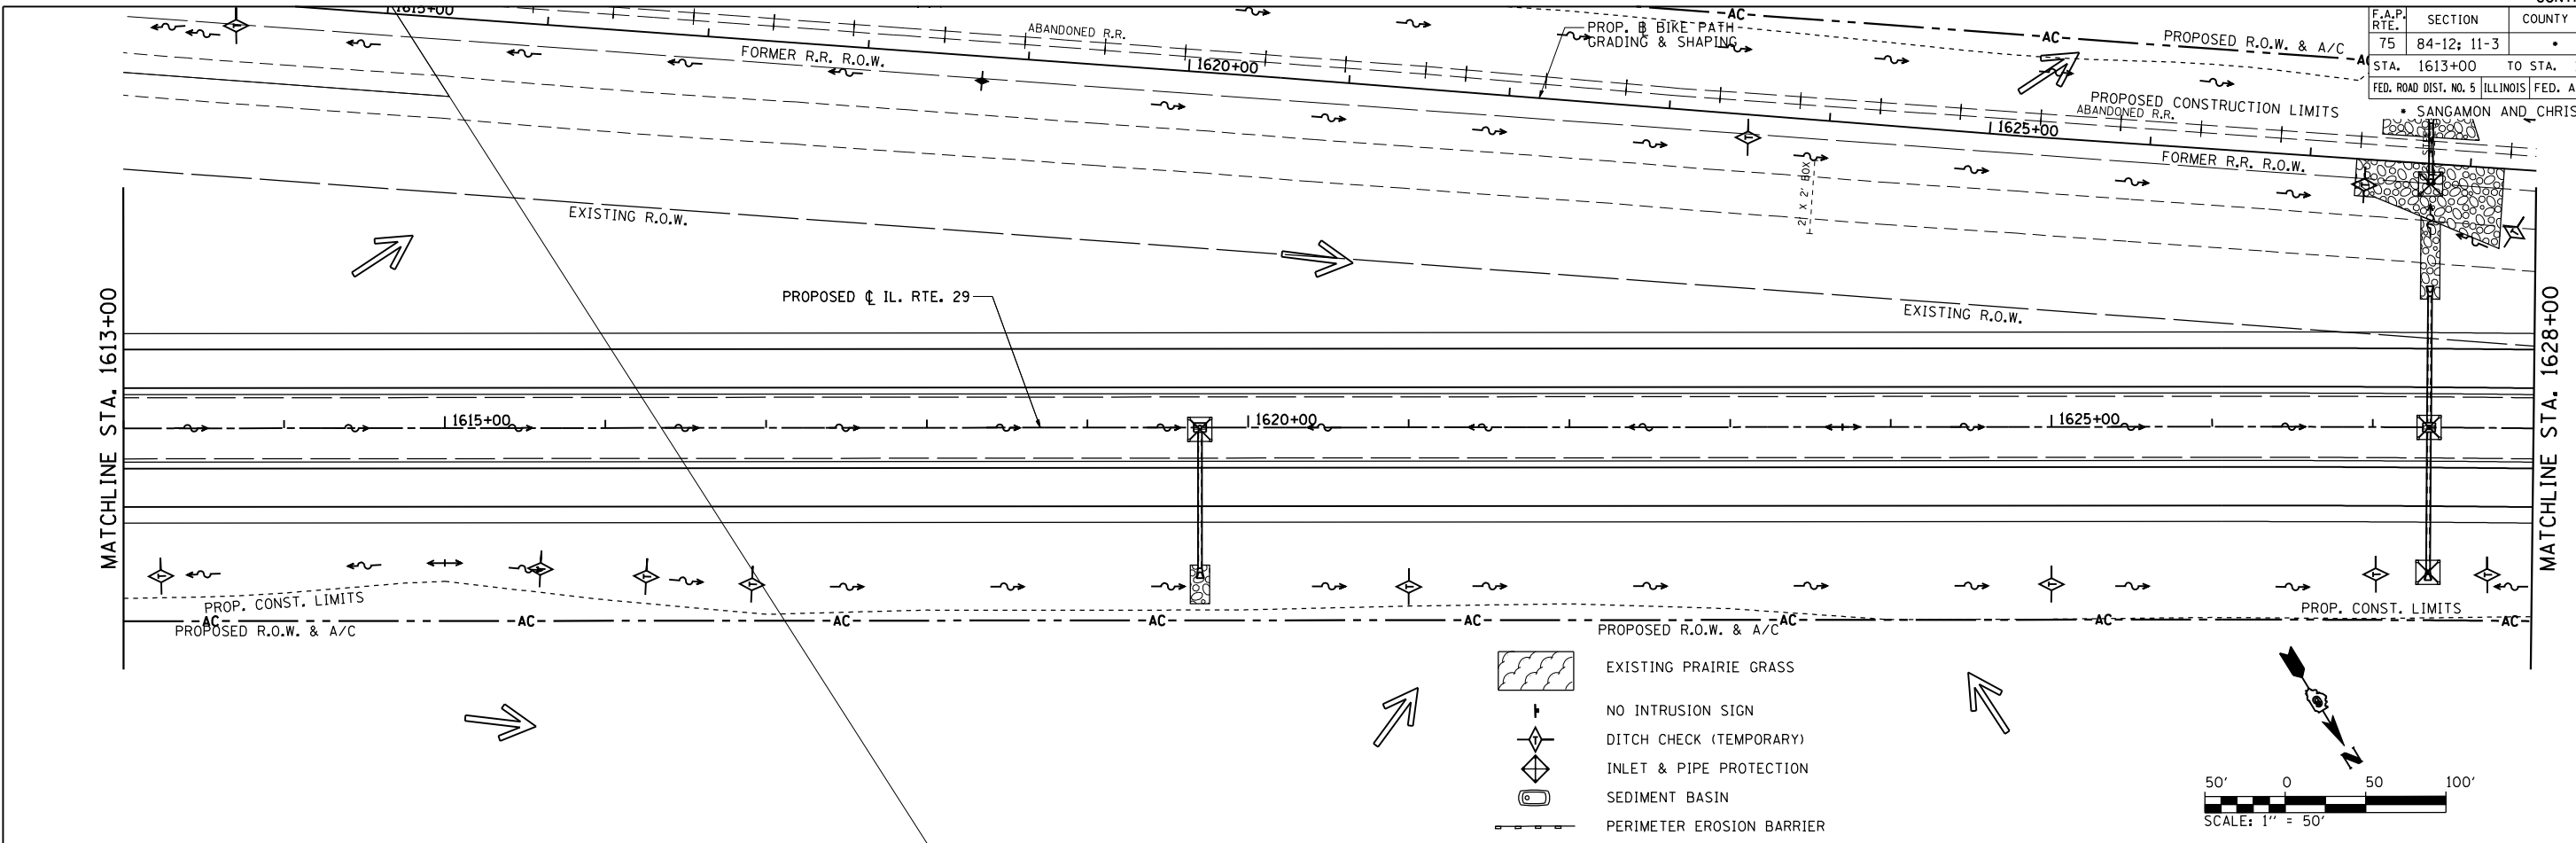 1615+00
F.A.P. RTE. SECTION COUNTY
75 84-12; 11-3 *
STA. 1613+00 TO STA.
FED. ROAD DIST. NO. 5 ILLINOIS FED. A
* SANGAMON AND CHRIS
ABANDONED R.R.
FORMER R.R. R.O.W.
1620+00
PROP. BIKE PATH
GRADING & SHAPING
AC
AC
PROPOSED R.O.W. & A/C
PROPOSED CONSTRUCTION LIMITS
ABANDONED R.R.
1625+00
FORMER R.R. R.O.W.
2' X 2' BOX
EXISTING R.O.W.
PROPOSED ℄ IL. RTE. 29
EXISTING R.O.W.
MATCHLINE STA. 1613+00
MATCHLINE STA. 1628+00
1615+00
1620+00
1625+00
PROP. CONST. LIMITS
PROP. CONST. LIMITS
AC AC AC AC AC AC AC AC
PROPOSED R.O.W. & A/C
PROPOSED R.O.W. & A/C
EXISTING PRAIRIE GRASS
NO INTRUSION SIGN
T DITCH CHECK (TEMPORARY)
INLET & PIPE PROTECTION
SEDIMENT BASIN
PERIMETER EROSION BARRIER
N
50' 0 50 100'
SCALE: 1" = 50'